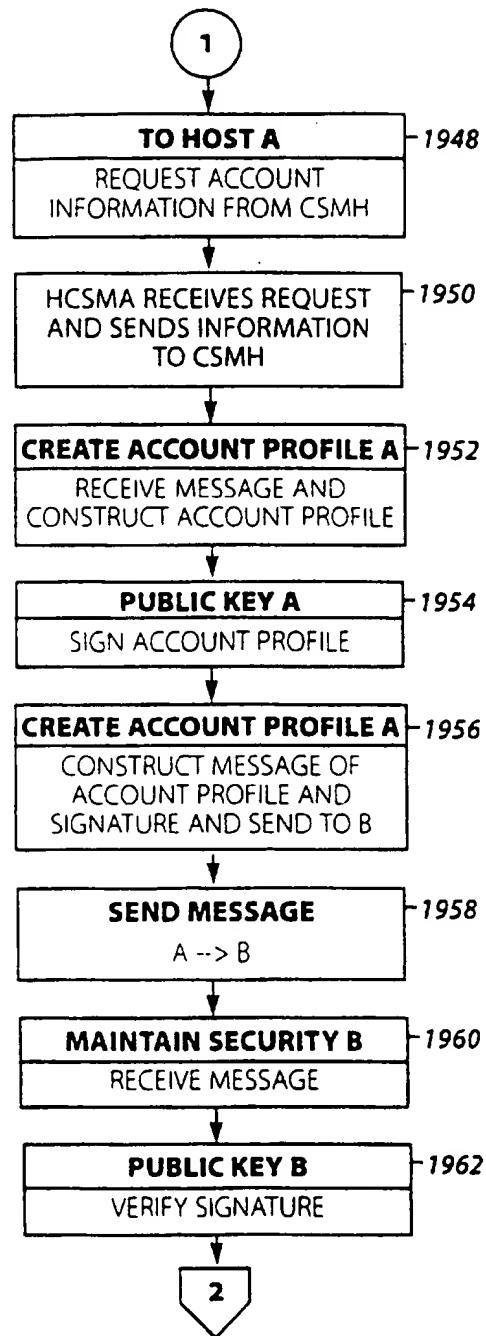 1
TO HOST A
1948
REQUEST ACCOUNT
INFORMATION FROM CSMH
HCSMA RECEIVES REQUEST
AND SENDS INFORMATION
TO CSMH
1950
CREATE ACCOUNT PROFILE A
1952
RECEIVE MESSAGE AND
CONSTRUCT ACCOUNT PROFILE
PUBLIC KEY A
1954
SIGN ACCOUNT PROFILE
CREATE ACCOUNT PROFILE A
1956
CONSTRUCT MESSAGE OF
ACCOUNT PROFILE AND
SIGNATURE AND SEND TO B
SEND MESSAGE
1958
A --> B
MAINTAIN SECURITY B
1960
RECEIVE MESSAGE
PUBLIC KEY B
1962
VERIFY SIGNATURE
2